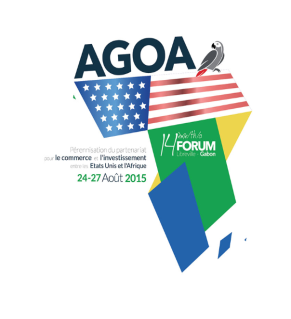 AGOA
14
FORUM
Libreville Gabon
Pérennisation du partenariat
pour le commerce et l'investissement
entre les Etats Unis et l'Afrique
24-27 Août 2015